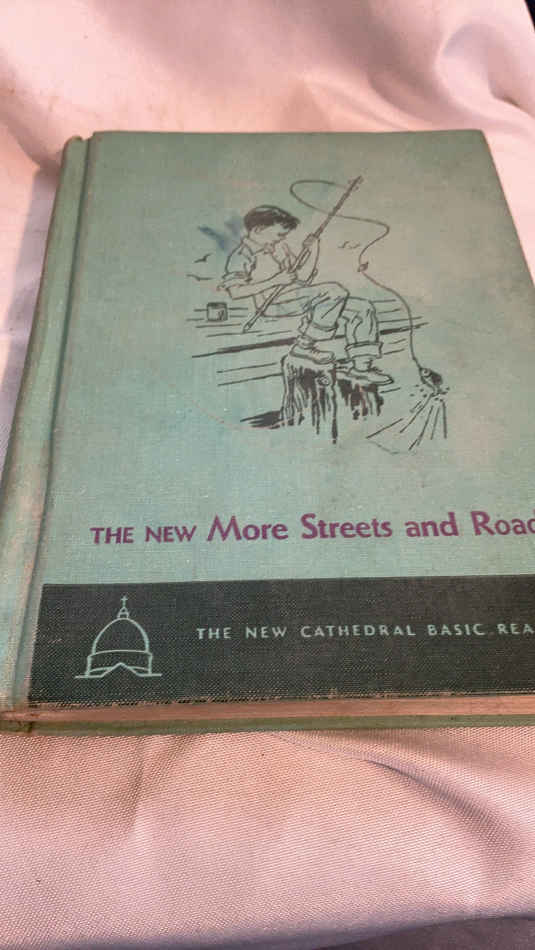 THE NEW More Streets and Road
THE NEW CATHEDRAL BASIC REA